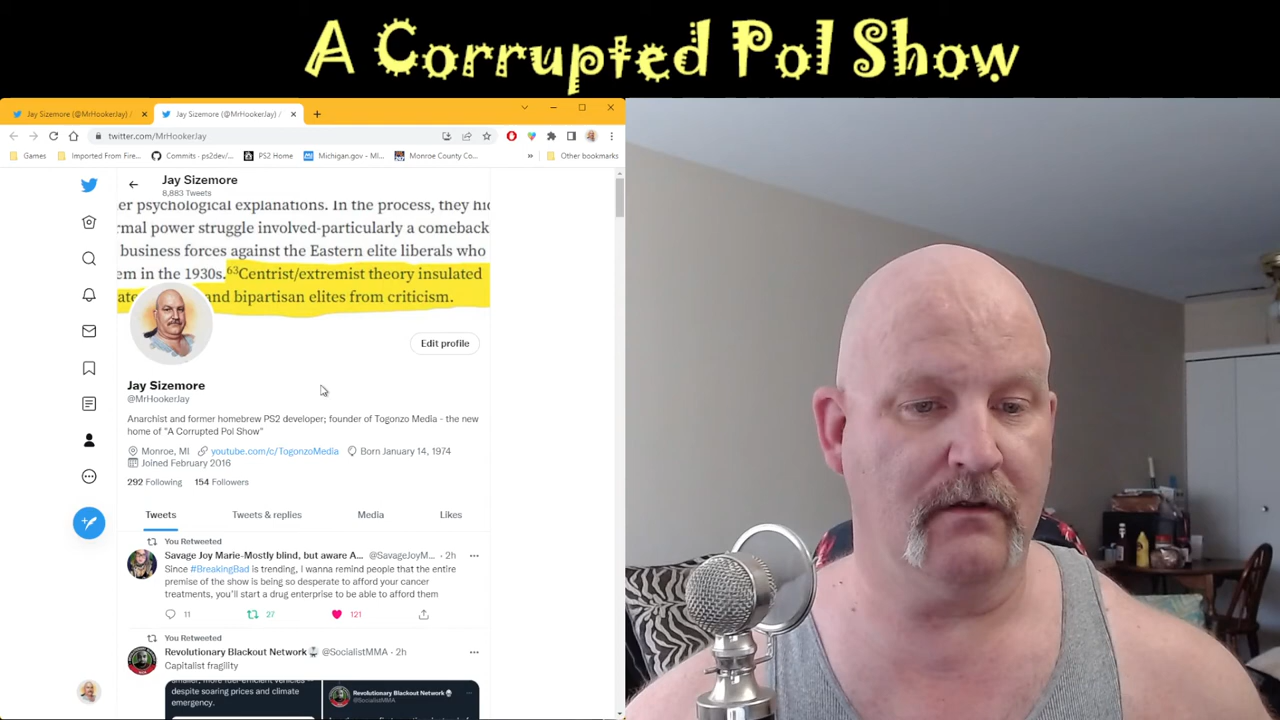 A Corrupted Pol Show
Jay Sizemore (@MrHookerJay) /
Jay Sizemore (@MrHookerJay) /
twitter.com/MrHookerJay
Games
Imported From Fire...
Commits · ps2dev/...
PS2 Home
Michigan.gov - MI...
Monroe County Co...
»
Other bookmarks
Jay Sizemore
8,883 Tweets
er psychological explanations. In the process, they hid
rmal power struggle involved-particularly a comeback
business forces against the Eastern elite liberals who
em in the 1930s.63Centrist/extremist theory insulated
and bipartisan elites from criticism.
Edit profile
Jay Sizemore
@MrHookerJay
Anarchist and former homebrew PS2 developer; founder of Togonzo Media - the new
home of "A Corrupted Pol Show"
Monroe, MI youtube.com/c/TogonzoMedia Born January 14, 1974
Joined February 2016
292 Following 154 Followers
Tweets Tweets & replies Media Likes
You Retweeted
Savage Joy Marie-Mostly blind, but aware A... @SavageJoyM... · 2h
Since #BreakingBad is trending, I wanna remind people that the entire
premise of the show is being so desperate to afford your cancer
treatments, you'll start a drug enterprise to be able to afford them
11 27 121
You Retweeted
Revolutionary Blackout Network @SocialistMMA · 2h
Capitalist fragility
smaller, more fuel-efficient vehicles
despite soaring prices and climate
emergency.
Revolutionary Blackout Network
@SocialistMMA